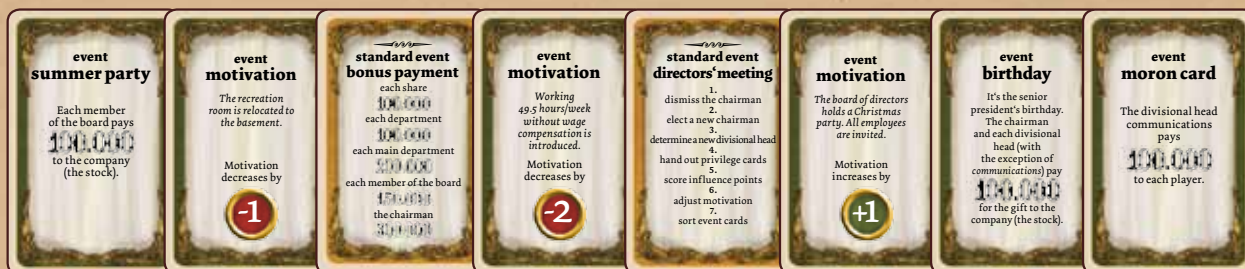 event
summer party
Each member
of the board pays
100.000
to the company
(the stock).
event
motivation
The recreation
room is relocated to
the basement.
Motivation
decreases by
-1
standard event
bonus payment
each share
100.000
each department
100.000
each main department
200.000
each member of the board
150.000
the chairman
event
motivation
Working
49.5 hours/week
without wage
compensation is
introduced.
Motivation
decreases by
-2
standard event
directors' meeting
1.
dismiss the chairman
2.
elect a new chairman
3.
determine a new divisional head
4.
hand out privilege cards
5.
score influence points
6.
adjust motivation
7.
sort event cards
event
motivation
The board of directors
holds a Christmas
party. All employees
are invited.
Motivation
increases by
+1
event
birthday
It's the senior
president's birthday.
The chairman
and each divisional
head (with
the exception of
communications) pay
100.000
for the gift to the
company (the stock).
event
moron card
The divisional head
communications
pays
100.000
to each player.